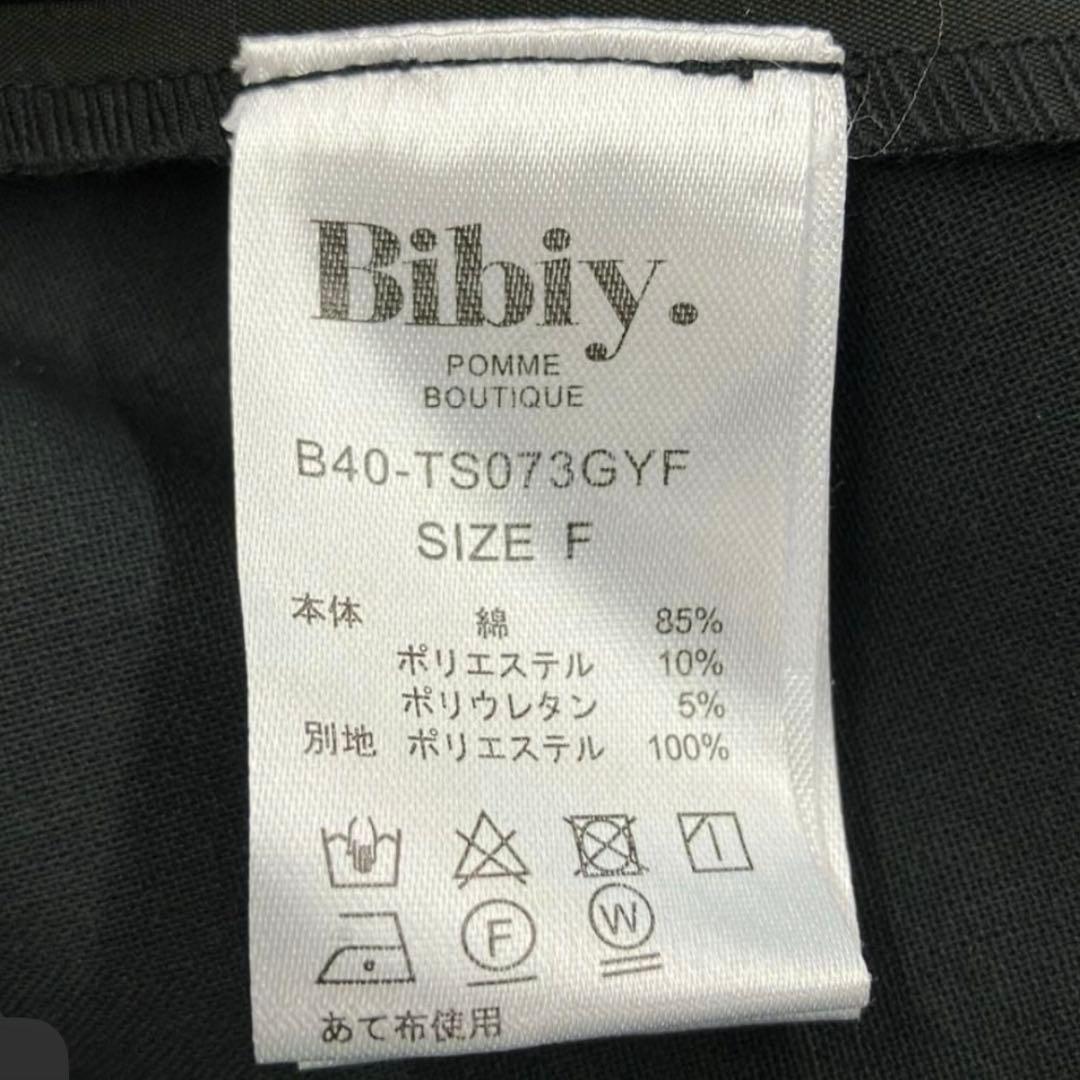 Bibiy.
POMME
BOUTIQUE
B40-TS073GYF
SIZE F
本体 綿 85%
ポリエステル 10%
ポリウレタン 5%
別地 ポリエステル 100%
F W
あて布使用